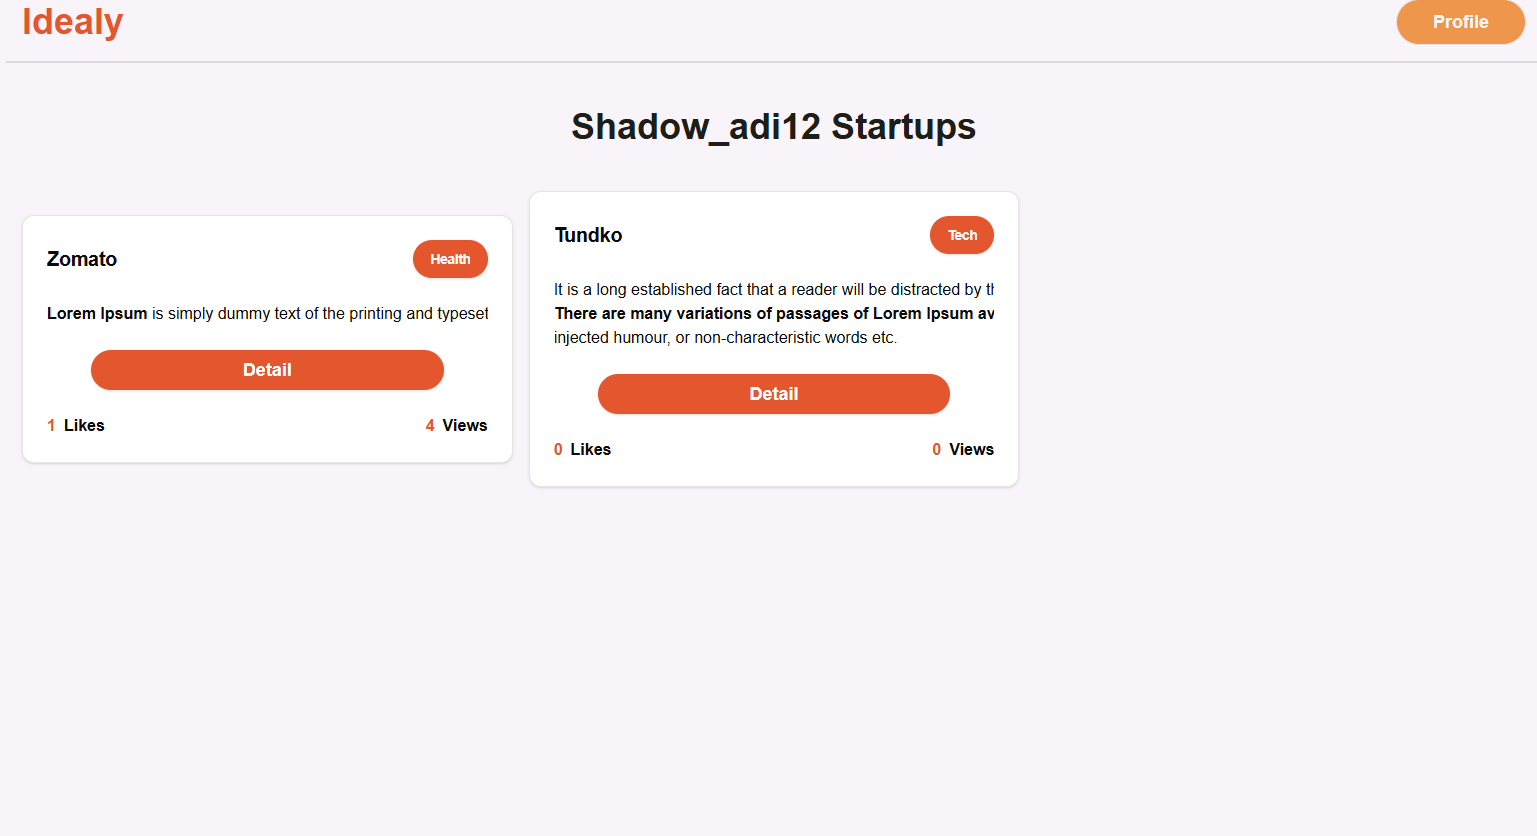 Idealy
Profile
Shadow_adi12 Startups
Zomato
Health
Lorem Ipsum is simply dummy text of the printing and typeset
Detail
1 Likes
4 Views
Tundko
Tech
It is a long established fact that a reader will be distracted by th
There are many variations of passages of Lorem Ipsum av
injected humour, or non-characteristic words etc.
Detail
0 Likes
0 Views